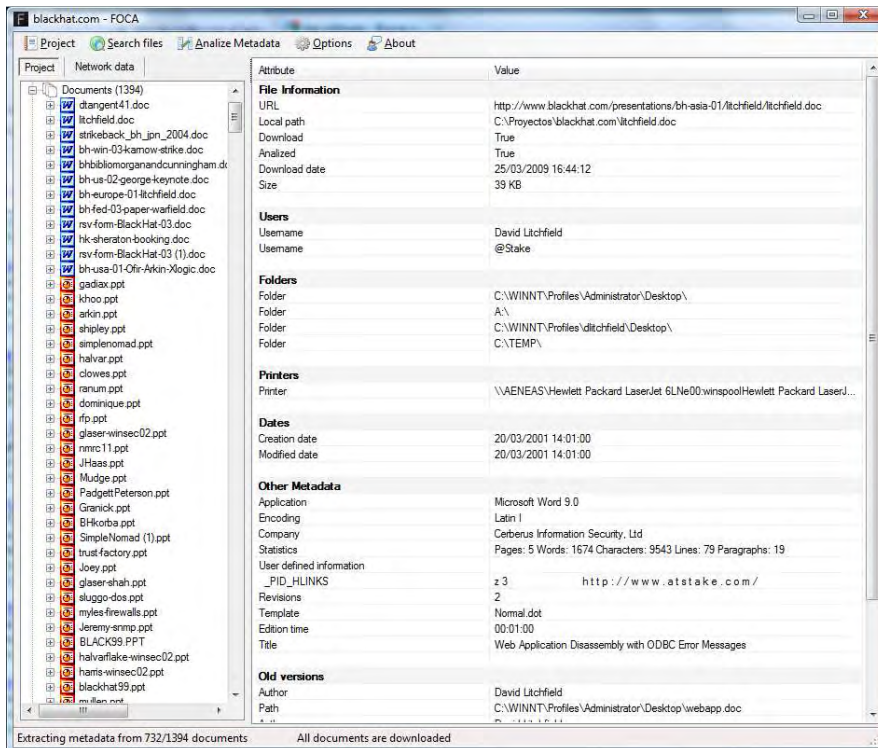 blackhat.com - FOCA
Project Search files Analize Metadata Options About
Project Network data
Documents (1394)
dtangent41.doc
litchfield.doc
strikeback_bh_jpn_2004.doc
bh-win-03-karnow-strike.doc
bhbibliomorganandcunningham.dc
bh-us-02-george-keynote.doc
bh-europe-01-litchfield.doc
bh-fed-03-paper-warfield.doc
rsv-form-BlackHat-03.doc
hk-sheraton-booking.doc
rsv-form-BlackHat-03 (1).doc
bh-usa-01-Ofir-Arkin-Xlogic.doc
gadiax.ppt
khoo.ppt
arkin.ppt
shipley.ppt
simplenomad.ppt
halvar.ppt
clowes.ppt
ranum.ppt
dominique.ppt
rfp.ppt
glaser-winsec02.ppt
nmrc11.ppt
JHaas.ppt
Mudge.ppt
PadgettPeterson.ppt
Granick.ppt
BHkorba.ppt
SimpleNomad (1).ppt
trust-factory.ppt
Joey.ppt
glaser-shah.ppt
sluggo-dos.ppt
myles-firewalls.ppt
Jeremy-snmp.ppt
BLACK99.PPT
halvarflake-winsec02.ppt
harris-winsec02.ppt
blackhat99.ppt
mullen.ppt
Attribute Value
File Information
URL http://www.blackhat.com/presentations/bh-asia-01/litchfield/litchfield.doc
Local path C:\Proyectos\blackhat.com\litchfield.doc
Download True
Analized True
Download date 25/03/2009 16:44:12
Size 39 KB
Users
Username David Litchfield
Username @Stake
Folders
Folder C:\WINNT\Profiles\Administrator\Desktop\
Folder A:\
Folder C:\WINNT\Profiles\dlitchfield\Desktop\
Folder C:\TEMP\
Printers
Printer \\AENEAS\Hewlett Packard LaserJet 6LNe00:winspoolHewlett Packard LaserJ...
Dates
Creation date 20/03/2001 14:01:00
Modified date 20/03/2001 14:01:00
Other Metadata
Application Microsoft Word 9.0
Encoding Latin I
Company Cerberus Information Security, Ltd
Statistics Pages: 5 Words: 1674 Characters: 9543 Lines: 79 Paragraphs: 19
User defined information
_PID_HLINKS z 3 h t t p : / / w w w . a t s t a k e . c o m /
Revisions 2
Template Normal.dot
Edition time 00:01:00
Title Web Application Disassembly with ODBC Error Messages
Old versions
Author David Litchfield
Path C:\WINNT\Profiles\Administrator\Desktop\webapp.doc
Extracting metadata from 732/1394 documents All documents are downloaded